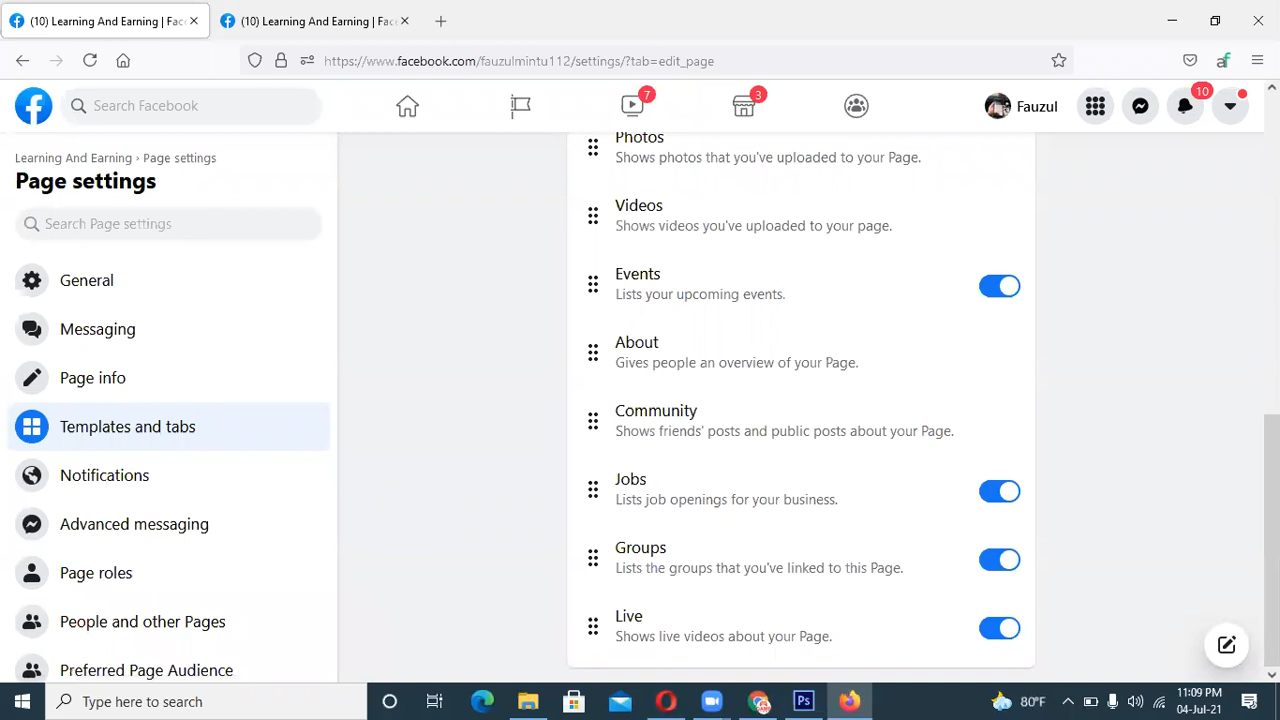 (10) Learning And Earning | Fac
(10) Learning And Earning | Fac
https://www.facebook.com/fauzulmintu112/settings/?tab=edit_page
Search Facebook
7
3
Fauzul
10
Learning And Earning › Page settings
Page settings
Search Page settings
General
Messaging
Page info
Templates and tabs
Notifications
Advanced messaging
Page roles
People and other Pages
Preferred Page Audience
Photos
Shows photos that you've uploaded to your Page.
Videos
Shows videos you've uploaded to your page.
Events
Lists your upcoming events.
About
Gives people an overview of your Page.
Community
Shows friends' posts and public posts about your Page.
Jobs
Lists job openings for your business.
Groups
Lists the groups that you've linked to this Page.
Live
Shows live videos about your Page.
Type here to search
Ps
80°F
11:09 PM
04-Jul-21